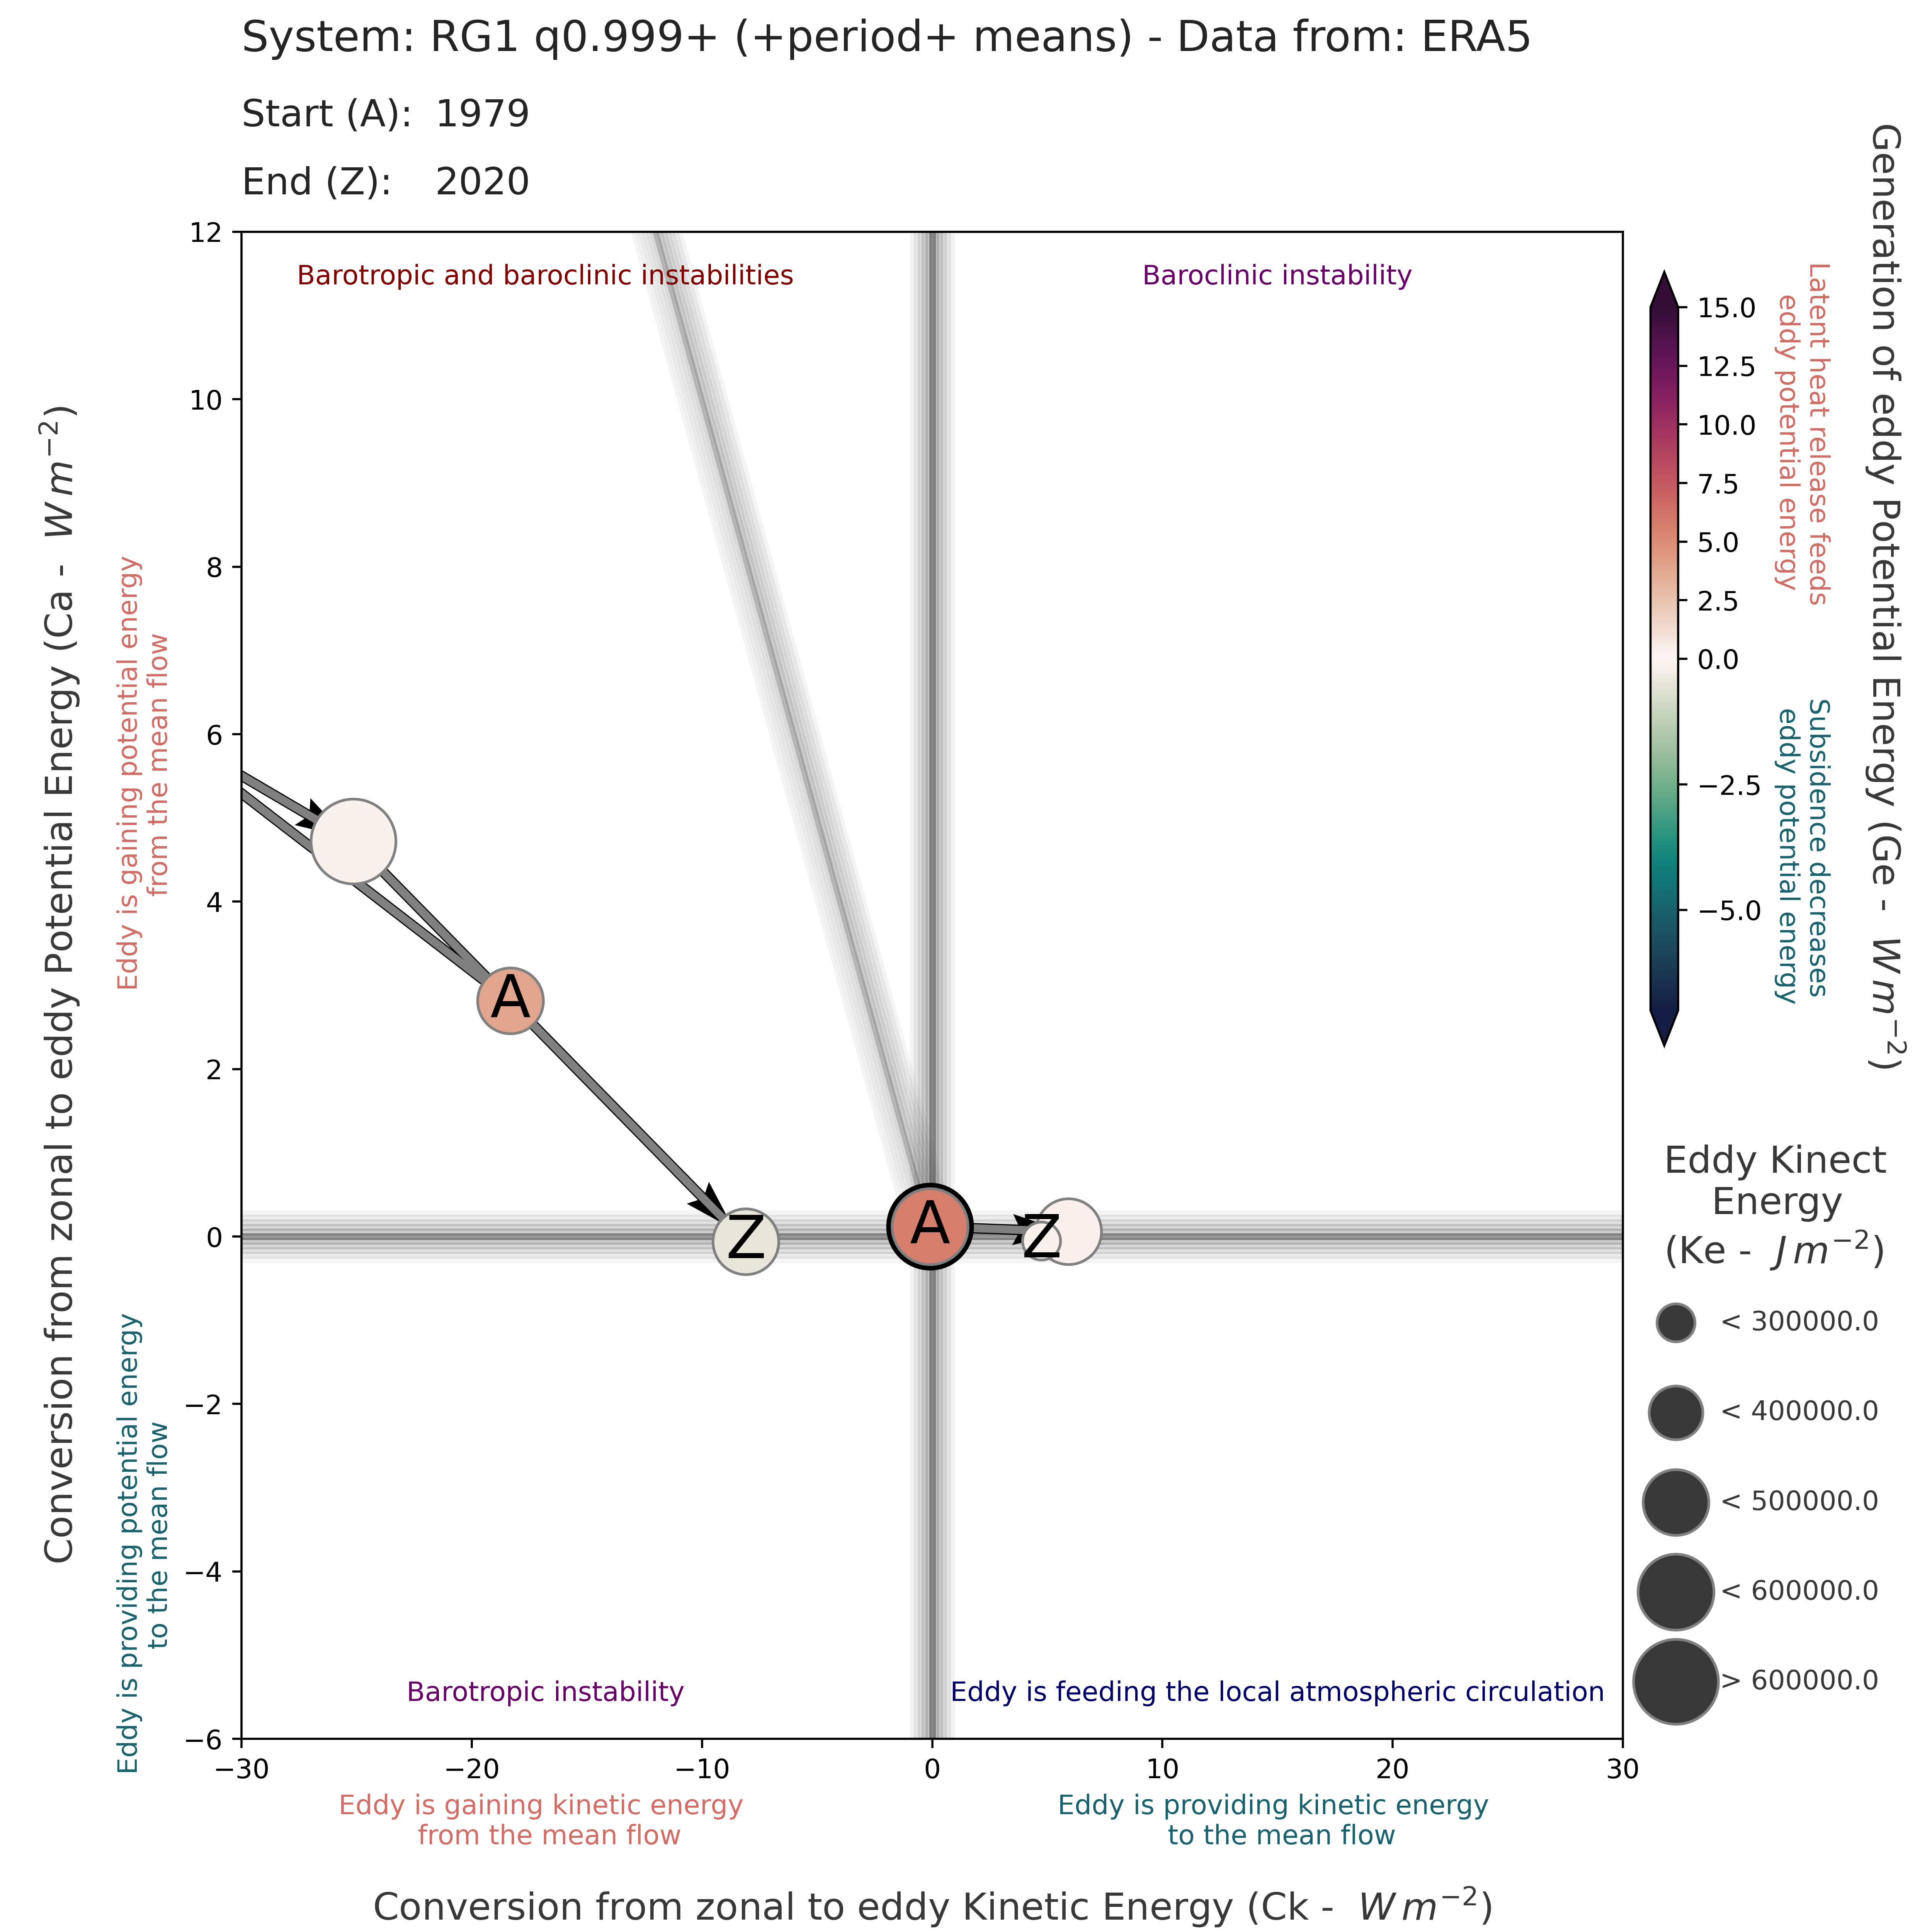 System: RG1 q0.999+ (+period+ means) - Data from: ERA5
Start (A): 1979
End (Z): 2020
Conversion from zonal to eddy Potential Energy (Ca - W m−2)
Eddy is gaining potential energy
from the mean flow
Eddy is providing potential energy
to the mean flow
12
10
8
6
4
2
0
−2
−4
−6
Barotropic and baroclinic instabilities
Baroclinic instability
A
Z
A
Z
Barotropic instability
Eddy is feeding the local atmospheric circulation
−30
−20
−10
0
10
20
30
Eddy is gaining kinetic energy
from the mean flow
Eddy is providing kinetic energy
to the mean flow
Conversion from zonal to eddy Kinetic Energy (Ck - W m−2)
15.0
12.5
10.0
7.5
5.0
2.5
0.0
−2.5
−5.0
Latent heat release feeds
eddy potential energy
Subsidence decreases
eddy potential energy
Generation of eddy Potential Energy (Ge - W m−2)
Eddy Kinect
Energy
(Ke - J m−2)
< 300000.0
< 400000.0
< 500000.0
< 600000.0
> 600000.0